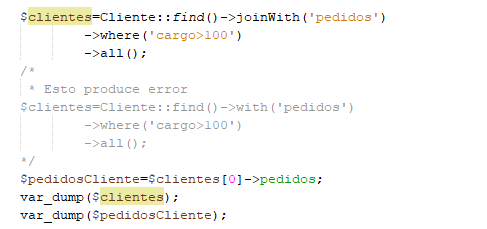 $clientes=Cliente::find()->joinWith('pedidos')
->where('cargo>100')
->all();
/*
* Esto produce error
$clientes=Cliente::find()->with('pedidos')
->where('cargo>100')
->all();
*/
$pedidosCliente=$clientes[0]->pedidos;
var_dump($clientes);
var_dump($pedidosCliente);